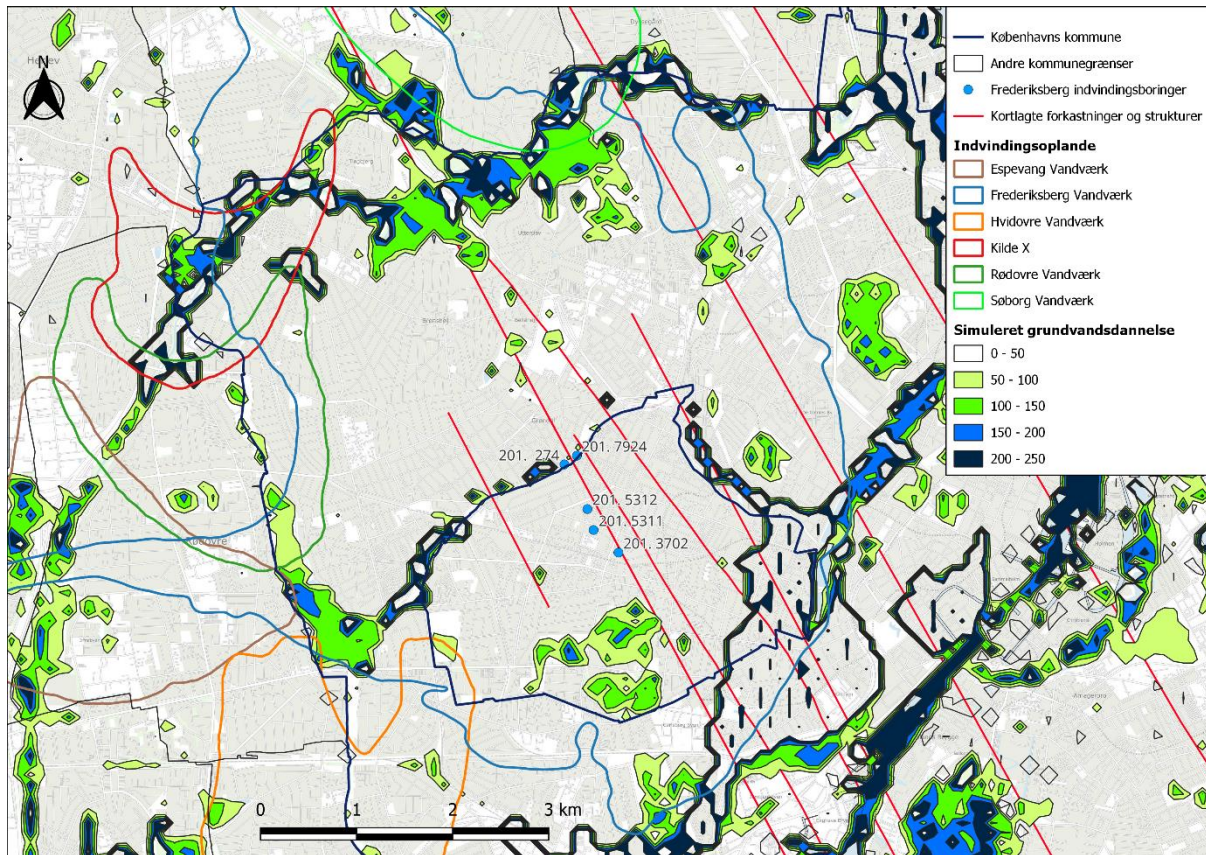 Københavns kommune
Andre kommunegrænser
Frederiksberg indvindingsboringer
Kortlagte forkastninger og strukturer
Indvindingsoplande
Espevang Vandværk
Frederiksberg Vandværk
Hvidovre Vandværk
Kilde X
Rødovre Vandværk
Søborg Vandværk
Simuleret grundvandsdannelse
0 - 50
50 - 100
100 - 150
150 - 200
200 - 250
N
201. 274
201. 7924
201. 5312
201. 5311
201. 3702
0 1 2 3 km